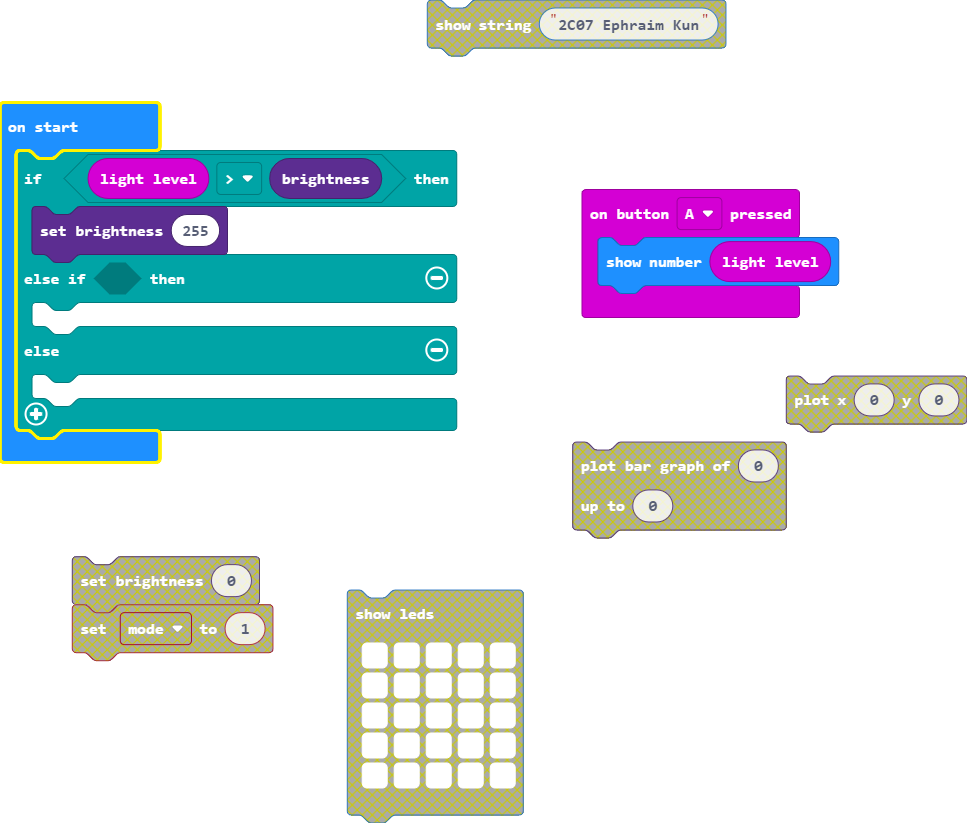 show string "2C07 Ephraim Kun"
on start
if light level > brightness then
set brightness 255
else if then
else
on button A pressed
show number light level
plot x 0 y 0
plot bar graph of 0
up to 0
set brightness 0
set mode to 1
show leds